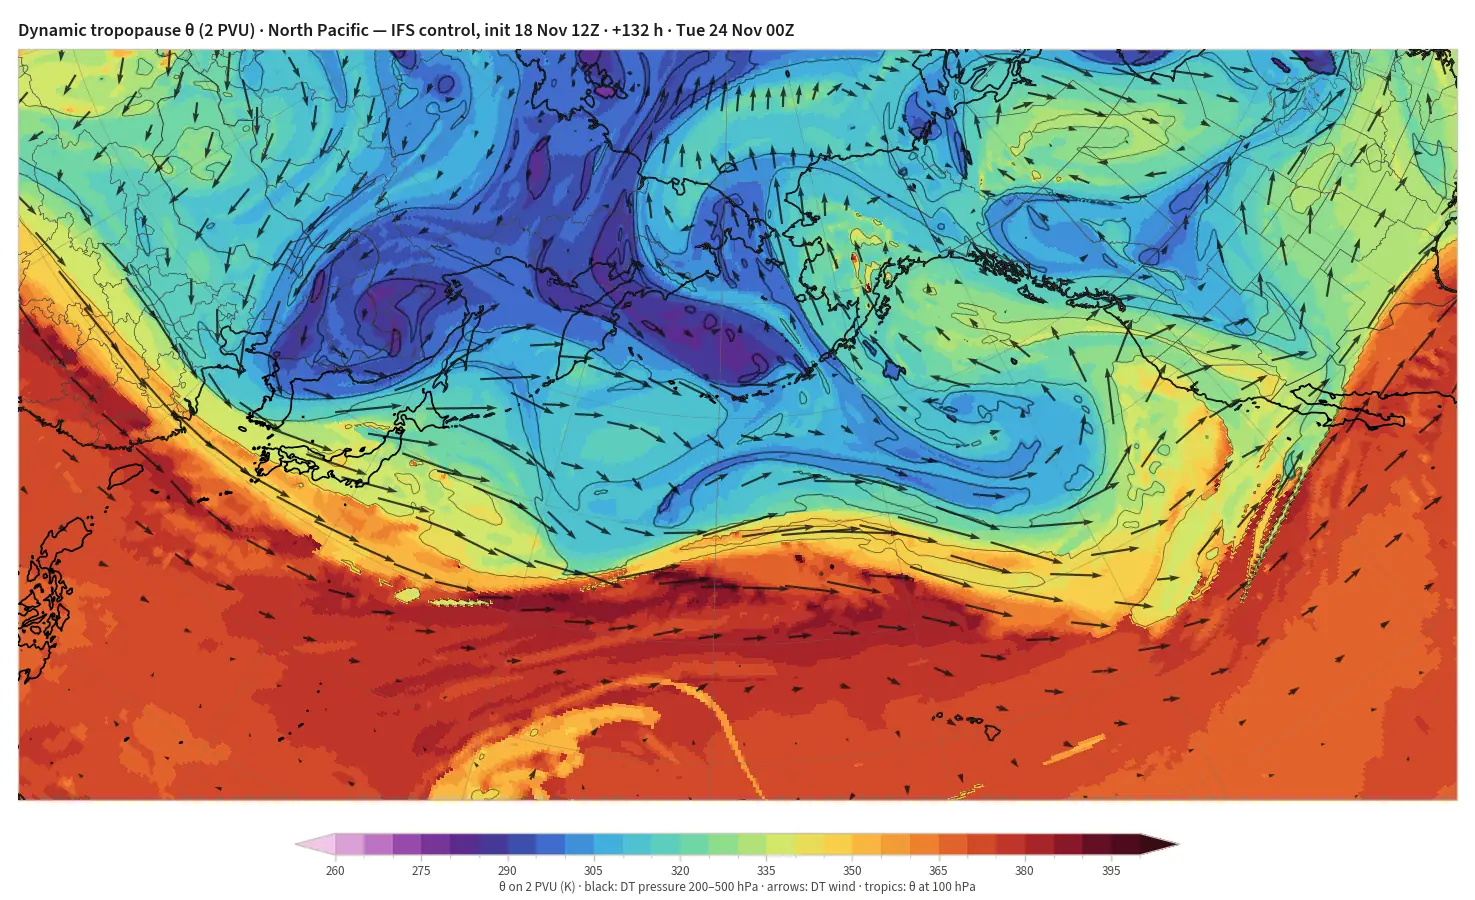 Dynamic tropopause θ (2 PVU) · North Pacific — IFS control, init 18 Nov 12Z · +132 h · Tue 24 Nov 00Z
260 275 290 305 320 335 350 365 380 395
θ on 2 PVU (K) · black: DT pressure 200–500 hPa · arrows: DT wind · tropics: θ at 100 hPa